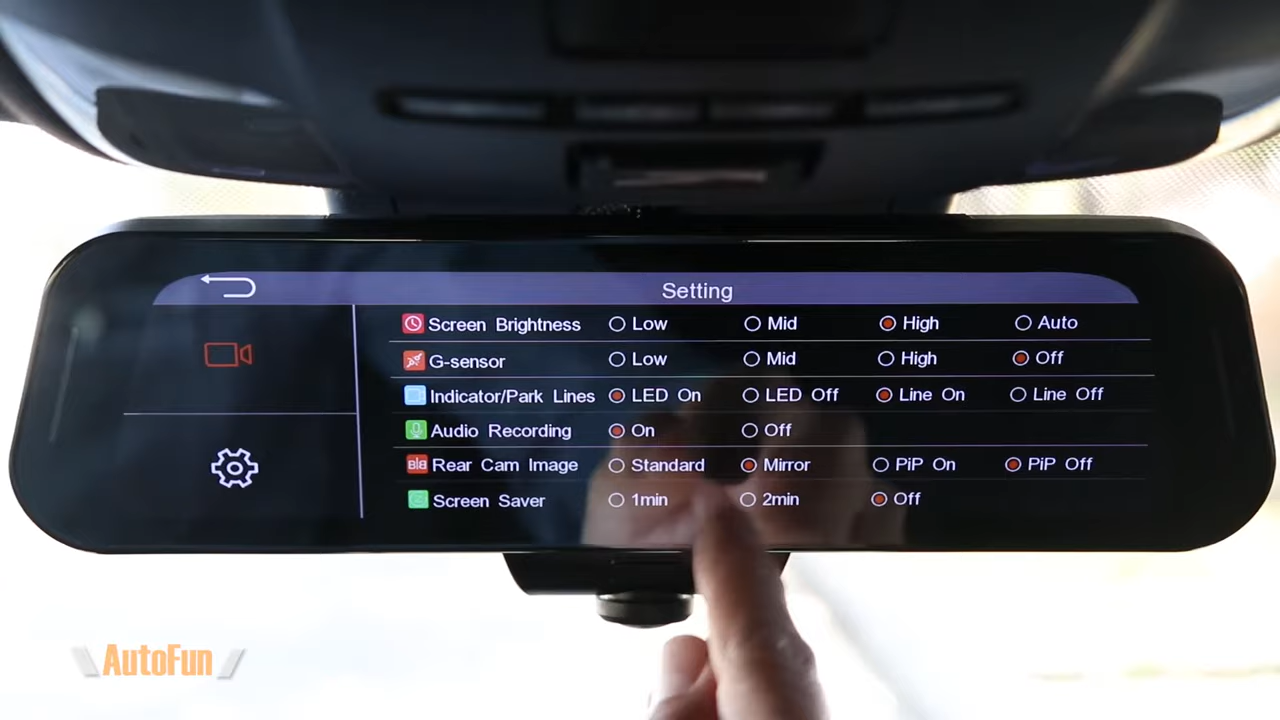 Setting
Screen Brightness Low Mid High Auto
G-sensor Low Mid High Off
Indicator/Park Lines LED On LED Off Line On Line Off
Audio Recording On Off
Rear Cam Image Standard Mirror PiP On PiP Off
Screen Saver 1min 2min Off
AutoFun